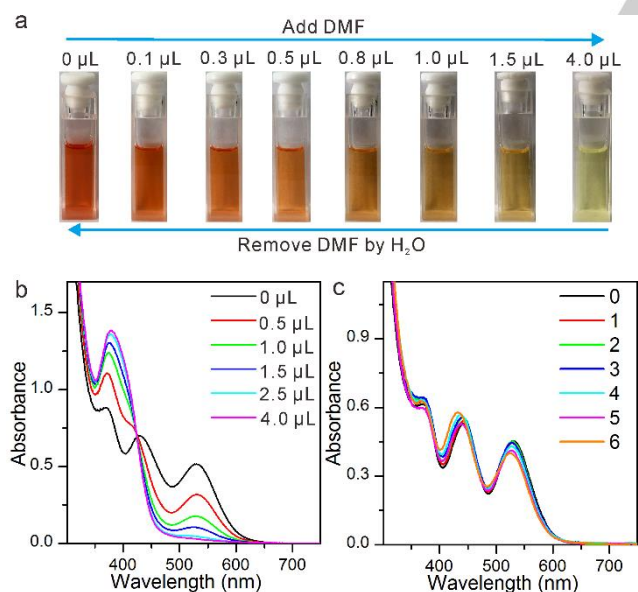 a
Add DMF
0 μL 0.1 μL 0.3 μL 0.5 μL 0.8 μL 1.0 μL 1.5 μL 4.0 μL
Remove DMF by H₂O
b
1.5
1.0
0.5
0.0
Absorbance
400 500 600 700
Wavelength (nm)
0 μL
0.5 μL
1.0 μL
1.5 μL
2.5 μL
4.0 μL
c
0.9
0.6
0.3
0.0
Absorbance
400 500 600 700
Wavelength (nm)
0
1
2
3
4
5
6